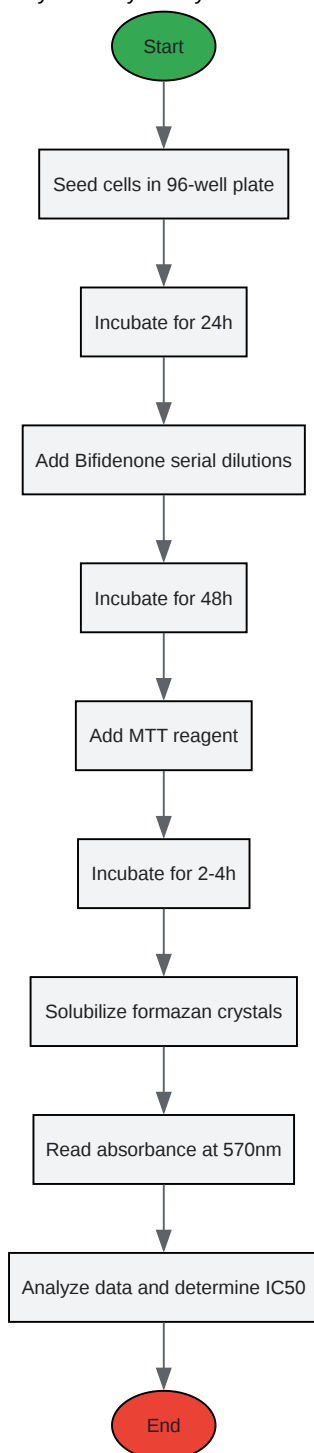 Start
Seed cells in 96-well plate
Incubate for 24h
Add Bifidenone serial dilutions
Incubate for 48h
Add MTT reagent
Incubate for 2-4h
Solubilize formazan crystals
Read absorbance at 570nm
Analyze data and determine IC50
End